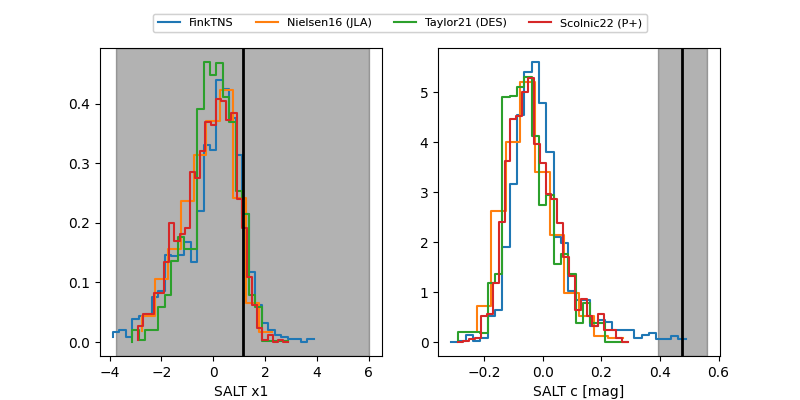 FinkTNS Nielsen16 (JLA) Taylor21 (DES) Scolnic22 (P+)
0.4
0.3
0.2
0.1
0.0
−4 −2 0 2 4 6
SALT x1
5
4
3
2
1
0
−0.2 0.0 0.2 0.4 0.6
SALT c [mag]